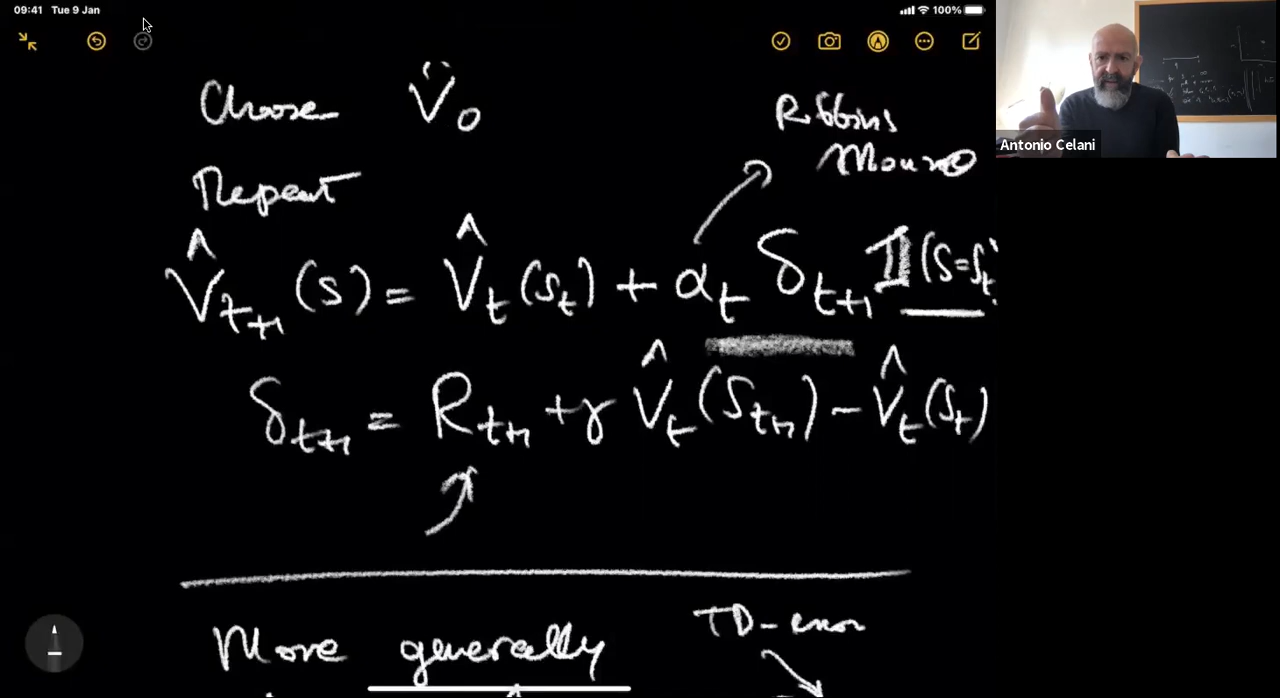 09:41 Tue 9 Jan
100%
Antonio Celani
Choose V̂₀
Robbins
Monro
Repeat
V̂ₜ₊₁(s) = V̂ₜ(sₜ) + αₜ δₜ₊₁ 𝟙(s=sₜ)
δₜ₊₁ = Rₜ₊₁ + γ V̂ₜ(Sₜ₊₁) − V̂ₜ(Sₜ)
TD-error
More generally